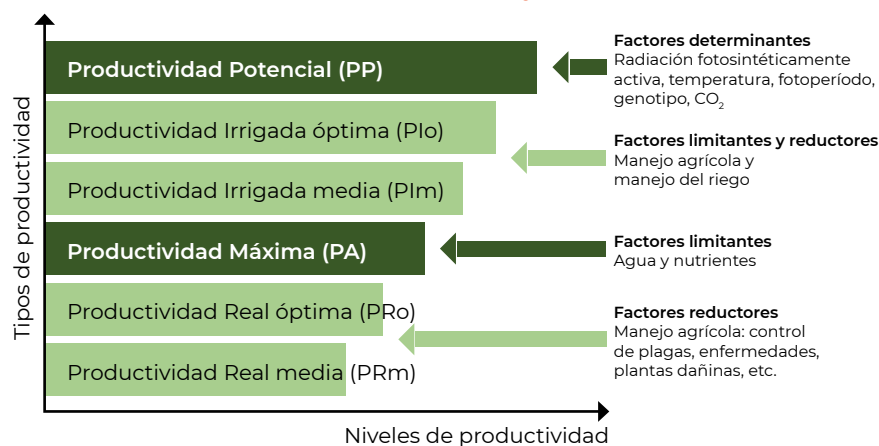 Tipos de productividad
Productividad Potencial (PP)
Productividad Irrigada óptima (PIo)
Productividad Irrigada media (PIm)
Productividad Máxima (PA)
Productividad Real óptima (PRo)
Productividad Real media (PRm)
Factores determinantes
Radiación fotosintéticamente
activa, temperatura, fotoperíodo,
genotipo, CO₂
Factores limitantes y reductores
Manejo agrícola y
manejo del riego
Factores limitantes
Agua y nutrientes
Factores reductores
Manejo agrícola: control
de plagas, enfermedades,
plantas dañinas, etc.
Niveles de productividad